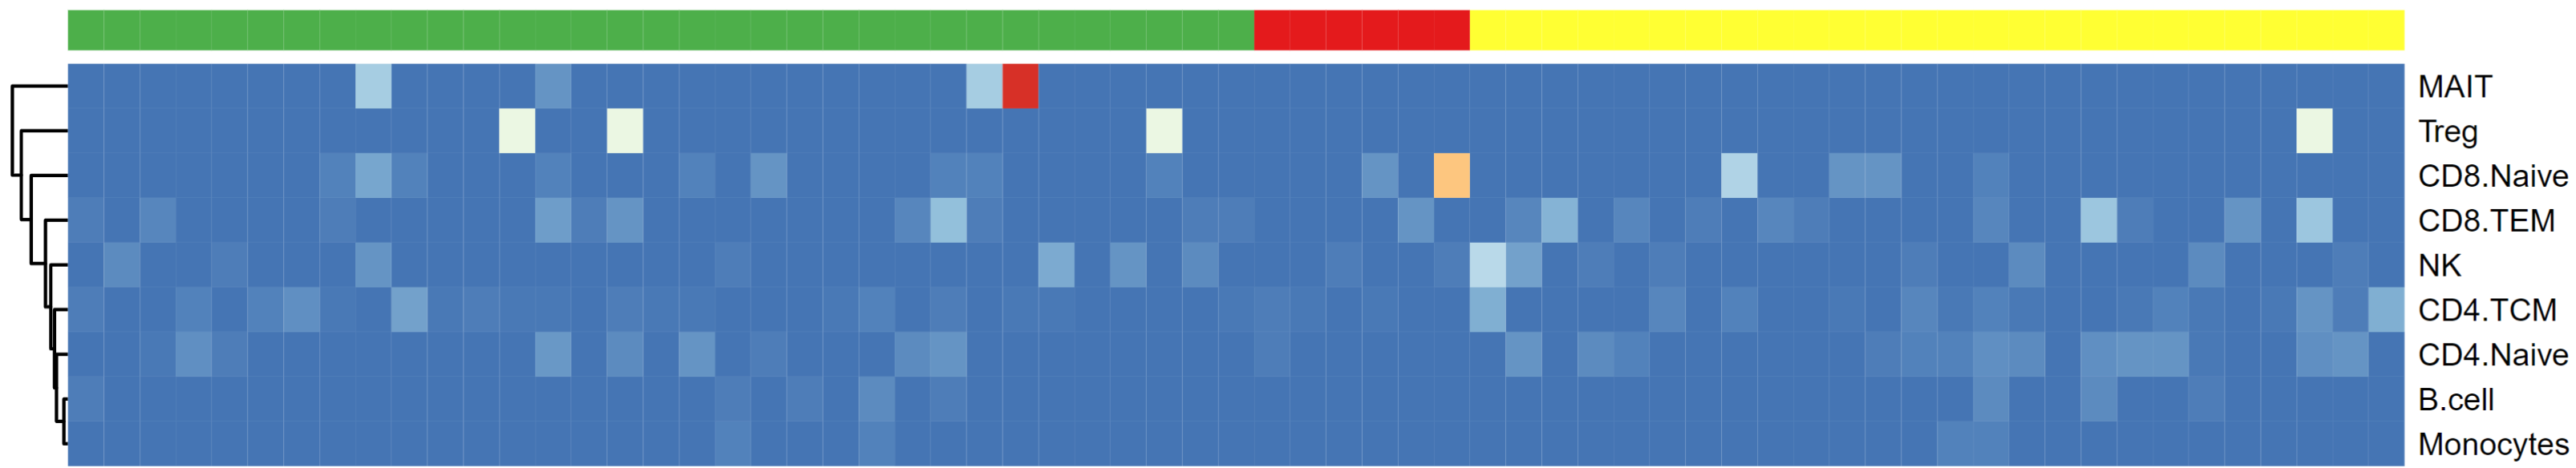 MAIT
Treg
CD8.Naive
CD8.TEM
NK
CD4.TCM
CD4.Naive
B.cell
Monocytes